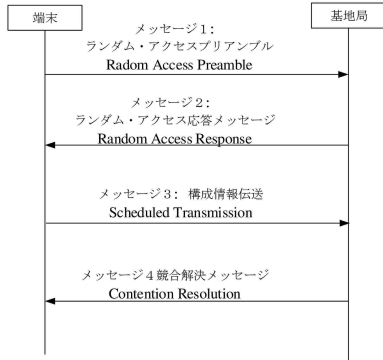 端末
基地局
メッセージ１:
ランダム・アクセスプリアンブル
Radom Access Preamble
メッセージ２:
ランダム・アクセス応答メッセージ
Random Access Response
メッセージ３: 構成情報伝送
Scheduled Transmission
メッセージ４競合解決メッセージ
Contention Resolution